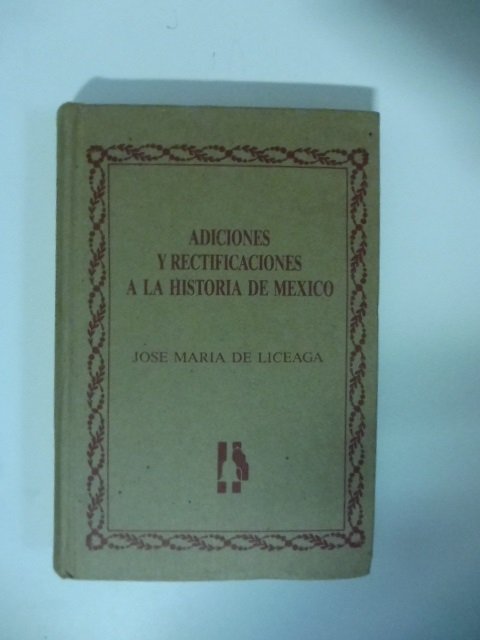 ADICIONES
Y RECTIFICACIONES
A LA HISTORIA DE MEXICO
JOSE MARIA DE LICEAGA